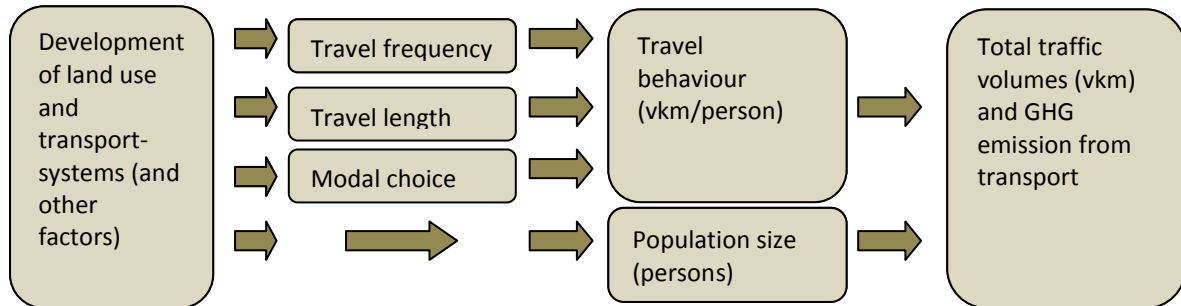 Development
of land use
and
transport-
systems (and
other
factors)
Travel frequency
Travel length
Modal choice
Travel
behaviour
(vkm/person)
Population size
(persons)
Total traffic
volumes (vkm)
and GHG
emission from
transport